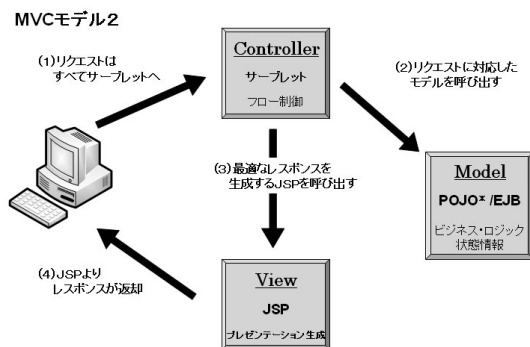 MVCモデル2
(1)リクエストは
すべてサーブレットへ
Controller
サーブレット
フロー制御
(2)リクエストに対応した
モデルを呼び出す
(3)最適なレスポンスを
生成するJSPを呼び出す
Model
POJO* /EJB
ビジネス・ロジック
状態情報
(4)JSPより
レスポンスが返却
View
JSP
プレゼンテーション生成